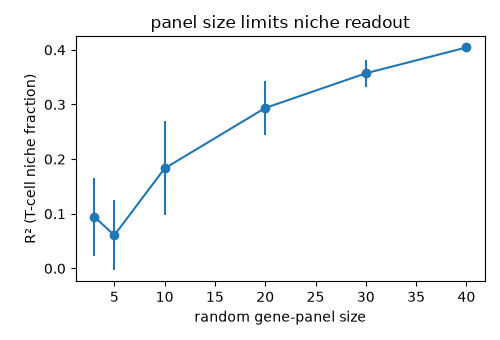 panel size limits niche readout
R² (T-cell niche fraction)
0.4
0.3
0.2
0.1
0.0
5 10 15 20 25 30 35 40
random gene-panel size